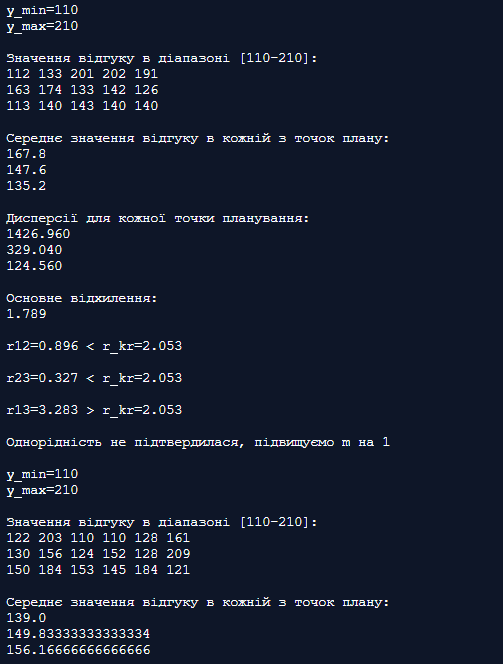 y_min=110
y_max=210
Значення відгуку в діапазоні [110-210]:
112 133 201 202 191
163 174 133 142 126
113 140 143 140 140
Середнє значення відгуку в кожній з точок плану:
167.8
147.6
135.2
Дисперсії для кожної точки планування:
1426.960
329.040
124.560
Основне відхилення:
1.789
r12=0.896 < r_kr=2.053
r23=0.327 < r_kr=2.053
r13=3.283 > r_kr=2.053
Однорідність не підтвердилася, підвищуємо m на 1
y_min=110
y_max=210
Значення відгуку в діапазоні [110-210]:
122 203 110 110 128 161
130 156 124 152 128 209
150 184 153 145 184 121
Середнє значення відгуку в кожній з точок плану:
139.0
149.83333333333334
156.16666666666666